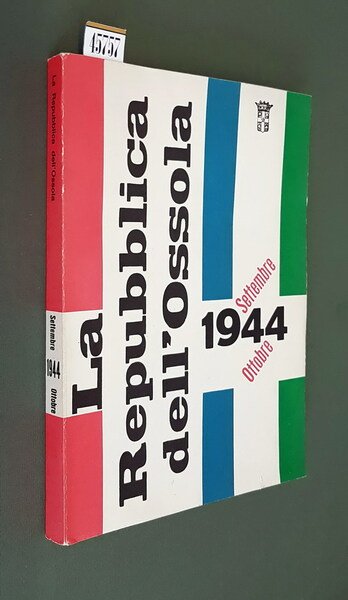 45757
La Repubblica dell'Ossola
Settembre
1944
Ottobre
La
Repubblica
dell'Ossola
Settembre
1944
Ottobre